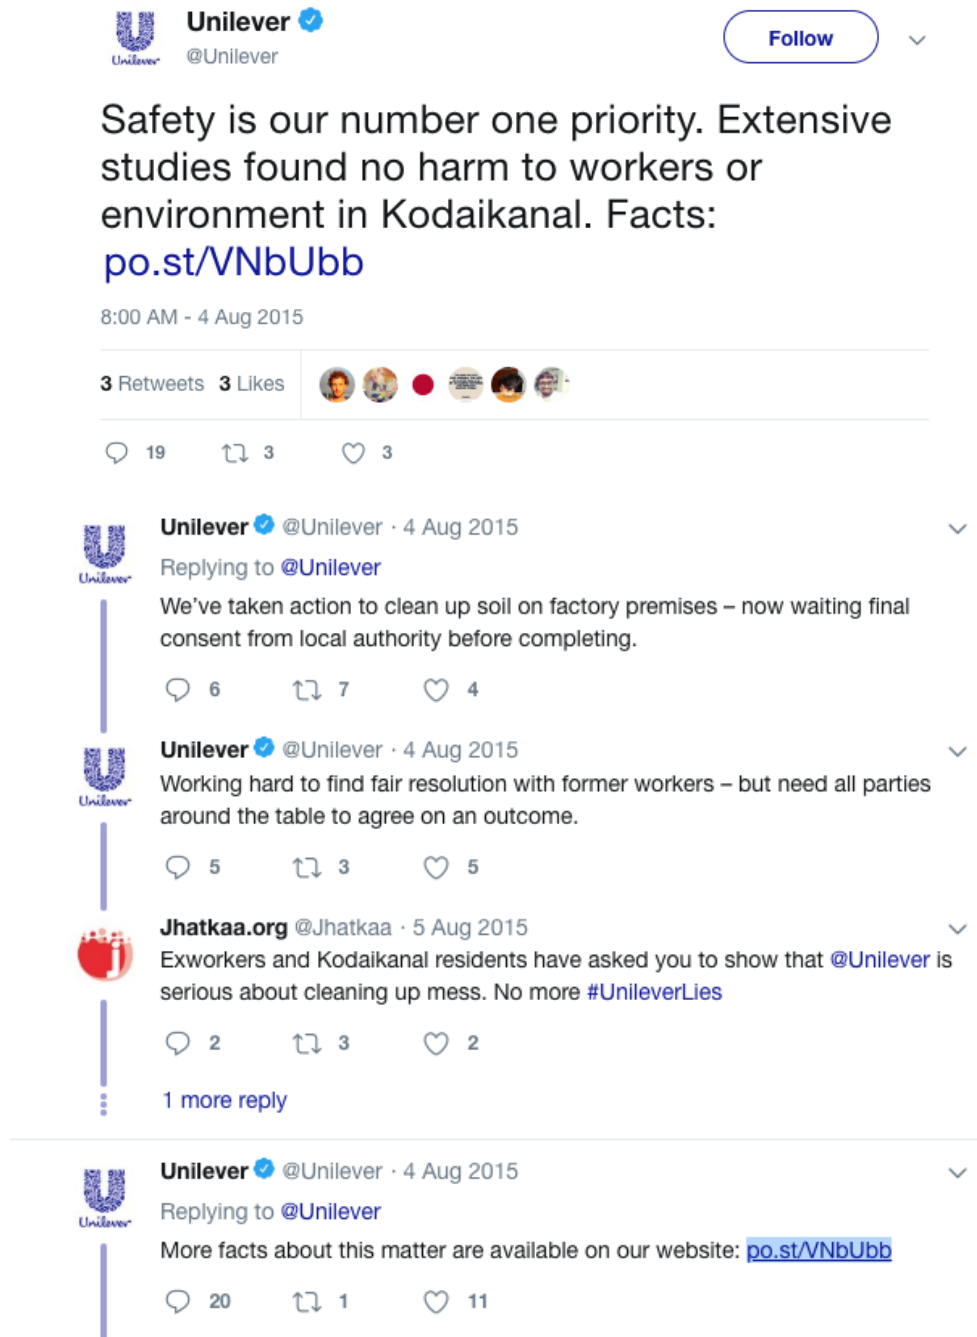 Unilever
Unilever
@Unilever
Follow
Safety is our number one priority. Extensive
studies found no harm to workers or
environment in Kodaikanal. Facts:
po.st/VNbUbb
8:00 AM - 4 Aug 2015
3 Retweets 3 Likes
19 3 3
Unilever @Unilever · 4 Aug 2015
Unilever
Replying to @Unilever
We’ve taken action to clean up soil on factory premises – now waiting final
consent from local authority before completing.
6 7 4
Unilever @Unilever · 4 Aug 2015
Unilever
Working hard to find fair resolution with former workers – but need all parties
around the table to agree on an outcome.
5 3 5
Jhatkaa.org @Jhatkaa · 5 Aug 2015
j
Exworkers and Kodaikanal residents have asked you to show that @Unilever is
serious about cleaning up mess. No more #UnileverLies
2 3 2
1 more reply
Unilever @Unilever · 4 Aug 2015
Unilever
Replying to @Unilever
More facts about this matter are available on our website: po.st/VNbUbb
20 1 11